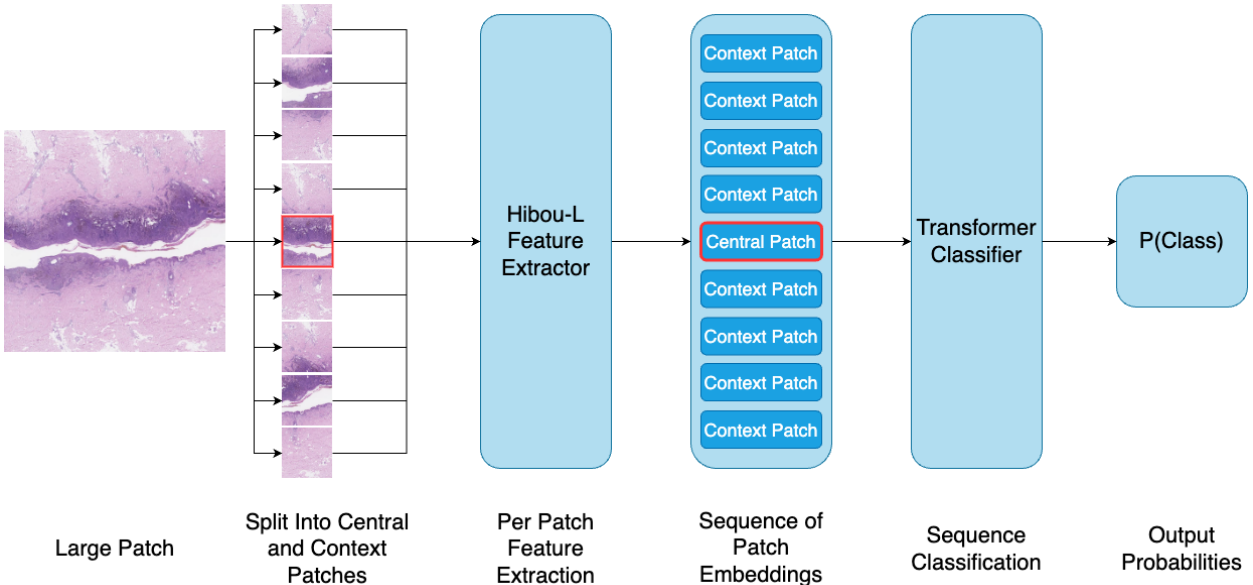 Context Patch
Context Patch
Context Patch
Context Patch
Central Patch
Context Patch
Context Patch
Context Patch
Context Patch
Hibou-L
Feature
Extractor
Transformer
Classifier
P(Class)
Large Patch
Split Into Central
and Context
Patches
Per Patch
Feature
Extraction
Sequence of
Patch
Embeddings
Sequence
Classification
Output
Probabilities